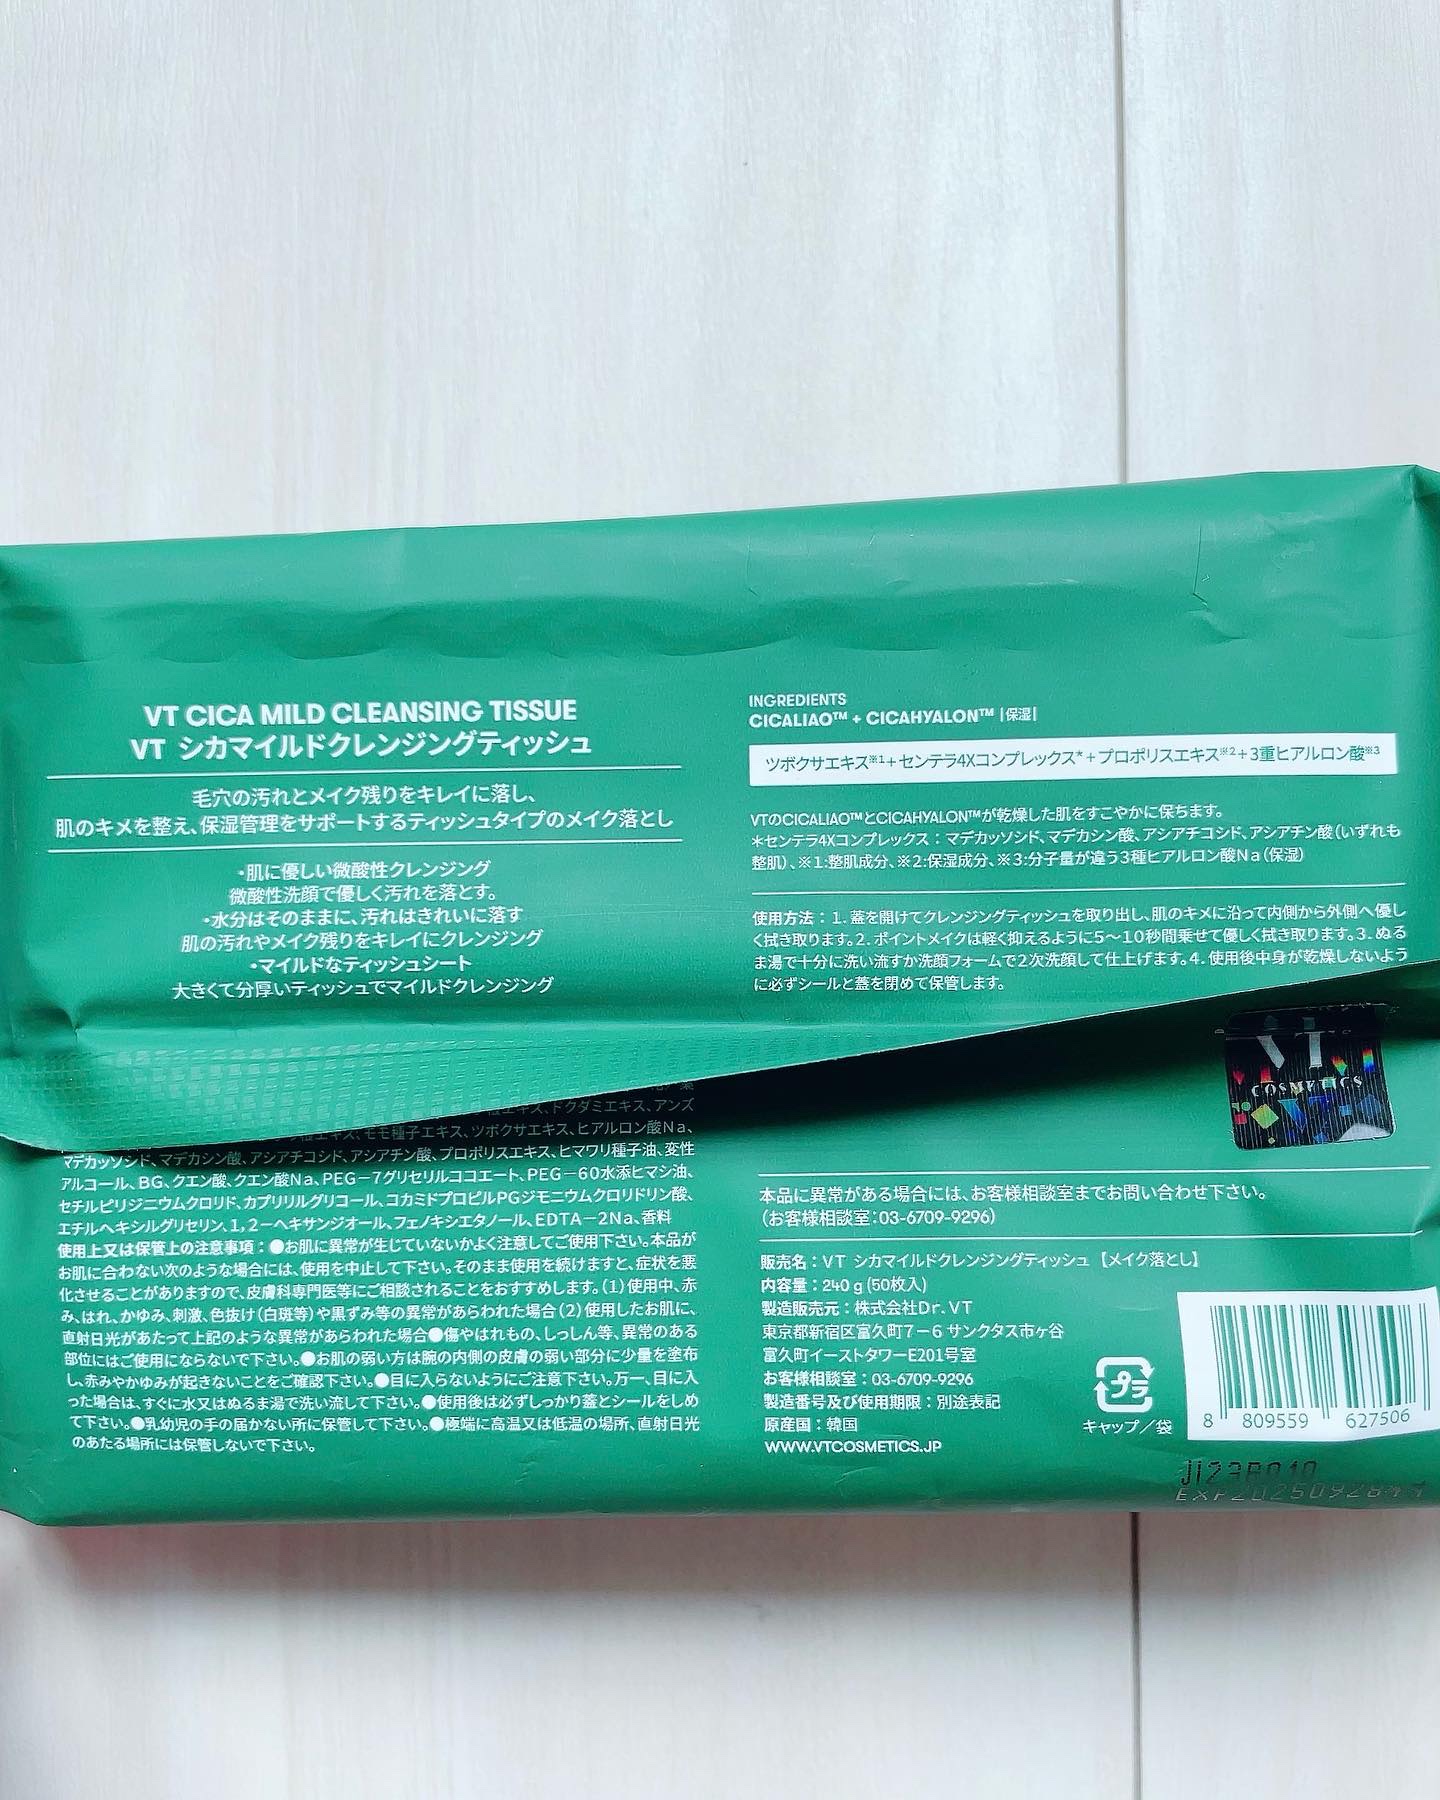 VT CICA MILD CLEANSING TISSUE
VT シカマイルドクレンジングティッシュ
毛穴の汚れとメイク残りをキレイに落し、
肌のキメを整え、保湿管理をサポートするティッシュタイプのメイク落とし
・肌に優しい微酸性クレンジング
微酸性洗顔で優しく汚れを落とす。
・水分はそのままに、汚れはきれいに落す
肌の汚れやメイク残りをキレイにクレンジング
・マイルドなティッシュシート
大きくて分厚いティッシュでマイルドクレンジング
エキス、ドクダミエキス、アンズ
エキス、モモ種子エキス、ツボクサエキス、ヒアルロン酸Na、
マデカッソシド、マデカシン酸、アシアチコシド、アシアチン酸、プロポリスエキス、ヒマワリ種子油、変性
アルコール、BG、クエン酸、クエン酸Na、PEG－7グリセリルココエート、PEG－60水添ヒマシ油、
セチルピリジニウムクロリド、カプリリルグリコール、コカミドプロピルPGジモニウムクロリドリン酸、
エチルヘキシルグリセリン、1,2－ヘキサンジオール、フェノキシエタノール、EDTA－2Na、香料
使用上又は保管上の注意事項：●お肌に異常が生じていないかよく注意してご使用下さい。本品が
お肌に合わない次のような場合には、使用を中止して下さい。そのまま使用を続けますと、症状を悪
化させることがありますので、皮膚科専門医等にご相談されることをおすすめします。（1）使用中、赤
み、はれ、かゆみ、刺激、色抜け（白斑等）や黒ずみ等の異常があらわれた場合（2）使用したお肌に、
直射日光があたって上記のような異常があらわれた場合●傷やはれもの、しっしん等、異常のある
部位にはご使用にならないで下さい。●お肌の弱い方は腕の内側の皮膚の弱い部分に少量を塗布
し、赤みやかゆみが起きないことをご確認下さい。●目に入らないようにご注意下さい。万一、目に入
った場合は、すぐに水又はぬるま湯で洗い流して下さい。●使用後は必ずしっかり蓋とシールをしめ
て下さい。●乳幼児の手の届かない所に保管して下さい。●極端に高温又は低温の場所、直射日光
のあたる場所には保管しないで下さい。
INGREDIENTS
CICALIAO™ + CICAHYALON™ |保湿|
ツボクサエキス※1＋センテラ4Xコンプレックス*＋プロポリスエキス※2＋3重ヒアルロン酸※3
VTのCICALIAO™とCICAHYALON™が乾燥した肌をすこやかに保ちます。
＊センテラ4Xコンプレックス：マデカッソシド、マデカシン酸、アシアチコシド、アシアチン酸（いずれも
整肌）、※1:整肌成分、※2:保湿成分、※3:分子量が違う3種ヒアルロン酸Na（保湿）
使用方法：1. 蓋を開けてクレンジングティッシュを取り出し、肌のキメに沿って内側から外側へ優し
く拭き取ります。2. ポイントメイクは軽く抑えるように5～10秒間乗せて優しく拭き取ります。3. ぬる
ま湯で十分に洗い流すか洗顔フォームで2次洗顔して仕上げます。4. 使用後中身が乾燥しないよう
に必ずシールと蓋を閉めて保管します。
VT
COSMETICS
本品に異常がある場合には、お客様相談室までお問い合わせ下さい。
（お客様相談室：03-6709-9296）
販売名：VT シカマイルドクレンジングティッシュ 【メイク落とし】
内容量：240 g (50枚入)
製造販売元：株式会社Dr.VT
東京都新宿区富久町7－6 サンクタス市ヶ谷
富久町イーストタワーE201号室
お客様相談室：03-6709-9296
製造番号及び使用期限：別途表記
原産国：韓国
WWW.VTCOSMETICS.JP
プラ
キャップ／袋
8 809559 627506